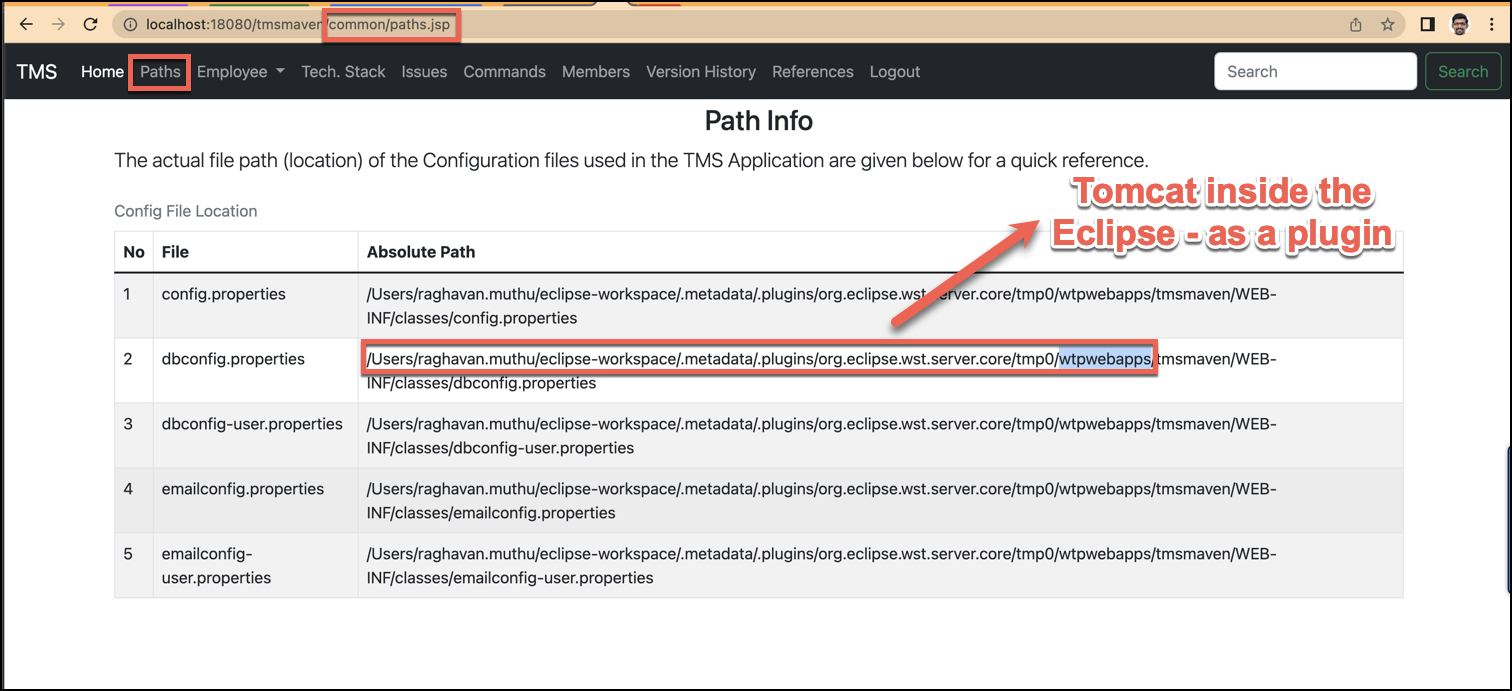 localhost:18080/tmsmaven/common/paths.jsp
TMS Home Paths Employee Tech. Stack Issues Commands Members Version History References Logout Search Search
Path Info
The actual file path (location) of the Configuration files used in the TMS Application are given below for a quick reference.
Tomcat inside the
Eclipse - as a plugin
Config File Location
No File Absolute Path
1 config.properties /Users/raghavan.muthu/eclipse-workspace/.metadata/.plugins/org.eclipse.wst.server.core/tmp0/wtpwebapps/tmsmaven/WEB-
INF/classes/config.properties
2 dbconfig.properties /Users/raghavan.muthu/eclipse-workspace/.metadata/.plugins/org.eclipse.wst.server.core/tmp0/wtpwebapps/tmsmaven/WEB-
INF/classes/dbconfig.properties
3 dbconfig-user.properties /Users/raghavan.muthu/eclipse-workspace/.metadata/.plugins/org.eclipse.wst.server.core/tmp0/wtpwebapps/tmsmaven/WEB-
INF/classes/dbconfig-user.properties
4 emailconfig.properties /Users/raghavan.muthu/eclipse-workspace/.metadata/.plugins/org.eclipse.wst.server.core/tmp0/wtpwebapps/tmsmaven/WEB-
INF/classes/emailconfig.properties
5 emailconfig- /Users/raghavan.muthu/eclipse-workspace/.metadata/.plugins/org.eclipse.wst.server.core/tmp0/wtpwebapps/tmsmaven/WEB-
user.properties INF/classes/emailconfig-user.properties